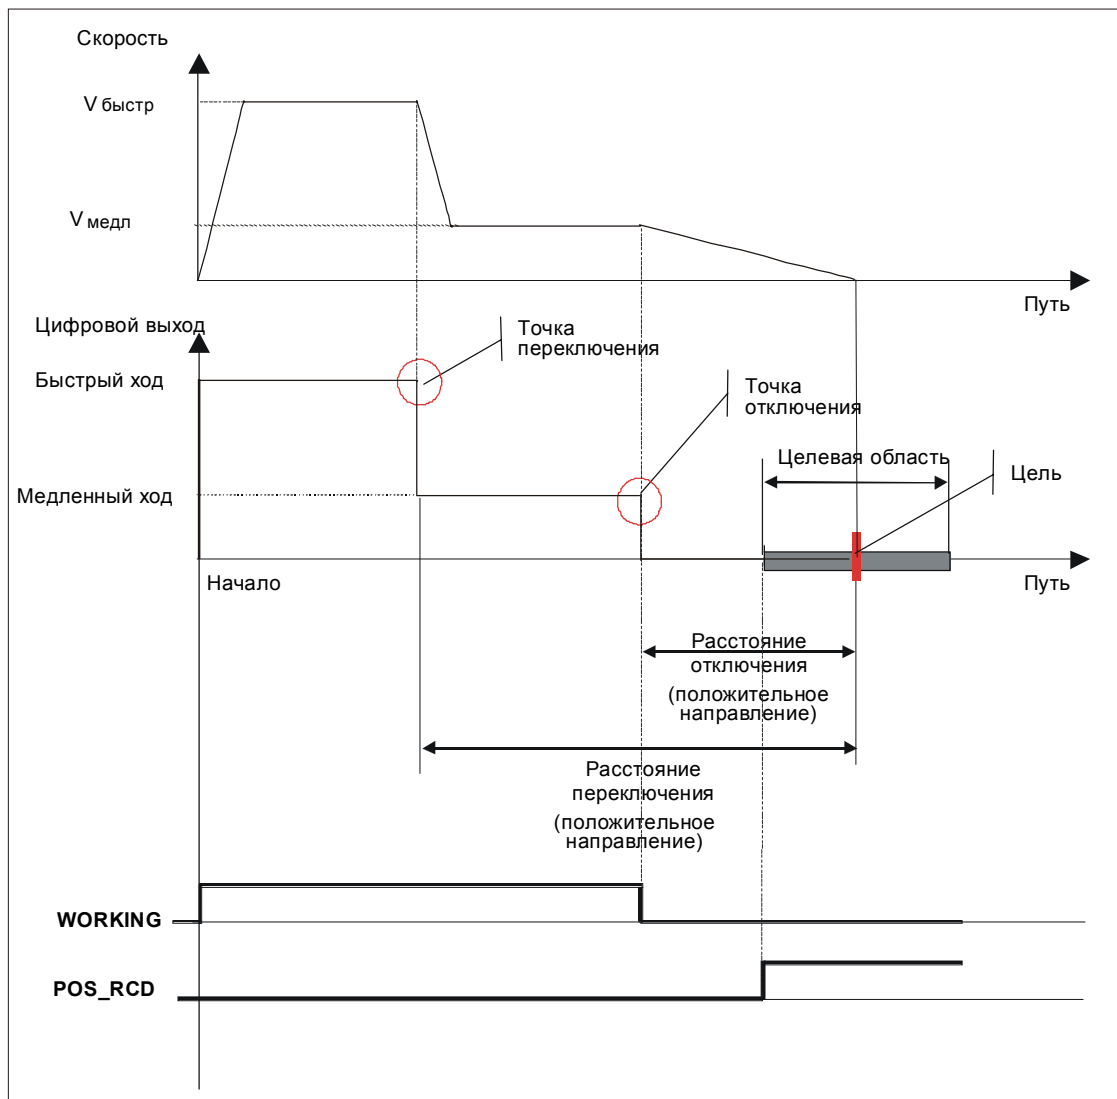 Скорость
V быстр
V медл
Путь
Цифровой выход
Точка
переключения
Быстрый ход
Точка
отключения
Целевая область
Цель
Медленный ход
Начало
Путь
Расстояние
отключения
(положительное
направление)
Расстояние
переключения
(положительное
направление)
WORKING
POS_RCD